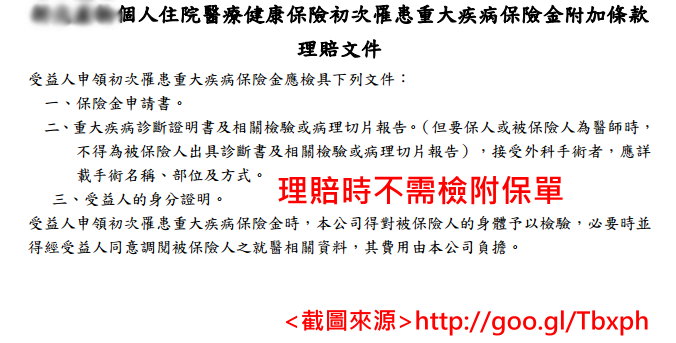 個人住院醫療健康保險初次罹患重大疾病保險金附加條款
理賠文件
受益人申領初次罹患重大疾病保險金應檢具下列文件：
一、保險金申請書。
二、重大疾病診斷證明書及相關檢驗或病理切片報告。（但要保人或被保險人為醫師時，
不得為被保險人出具診斷書及相關檢驗或病理切片報告），接受外科手術者，應詳
載手術名稱、部位及方式。
三、受益人的身分證明。
理賠時不需檢附保單
受益人申領初次罹患重大疾病保險金時，本公司得對被保險人的身體予以檢驗，必要時並
得經受益人同意調閱被保險人之就醫相關資料，其費用由本公司負擔。
<截圖來源>http://goo.gl/Tbxph